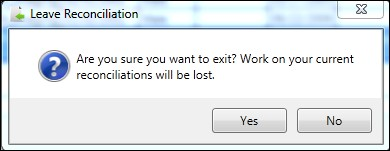 Leave Reconciliation
Are you sure you want to exit? Work on your current
reconciliations will be lost.
Yes
No